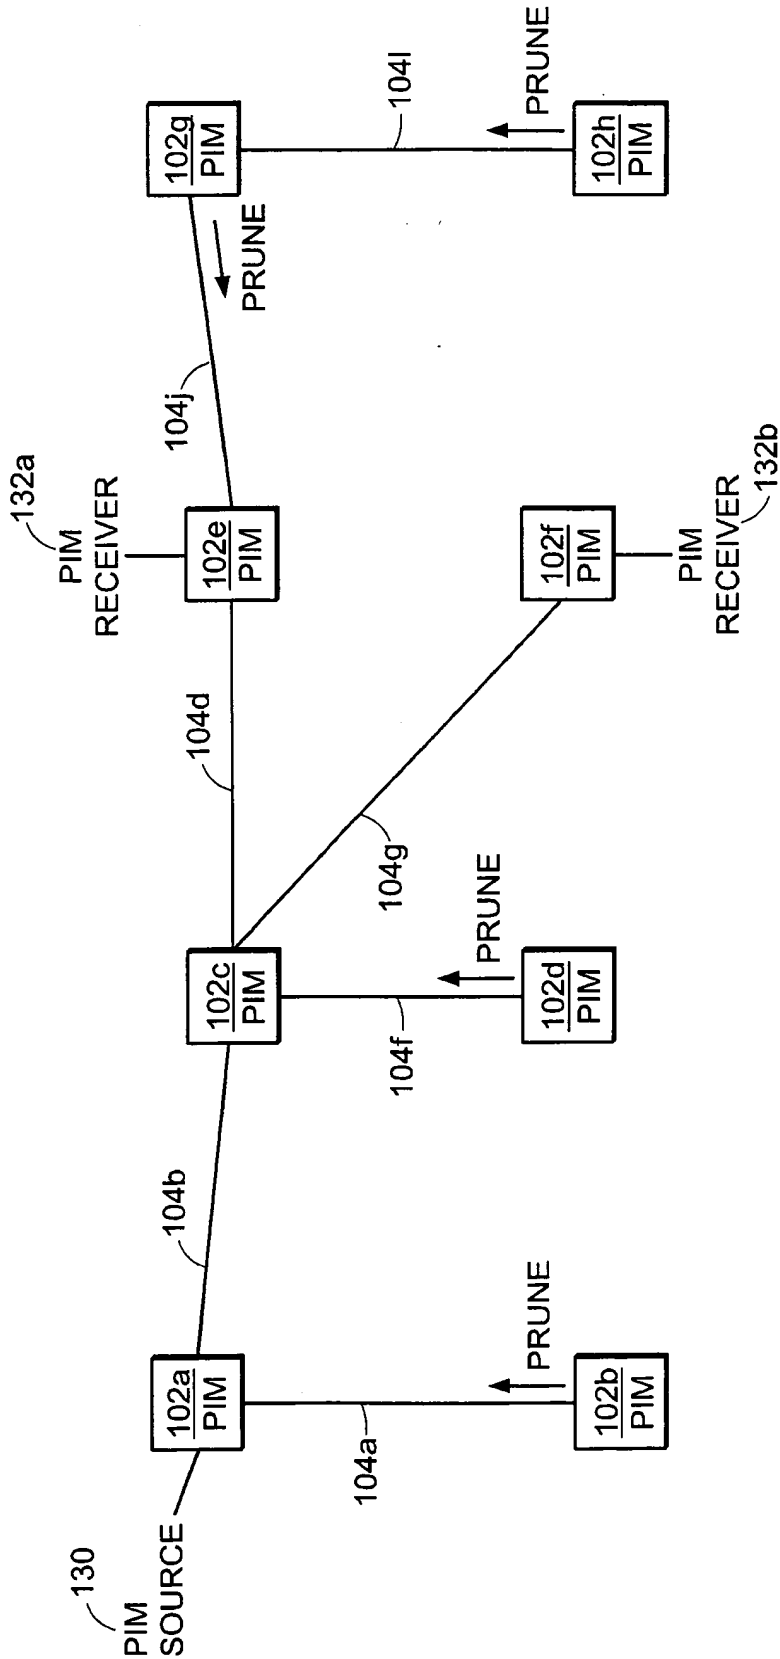 130
PIM
SOURCE
102a
PIM
104b
104a
PRUNE
102b
PIM
102c
PIM
104d
104f
PRUNE
102d
PIM
104g
132a
PIM
RECEIVER
102e
PIM
104j
102f
PIM
PIM
RECEIVER
132b
PRUNE
102g
PIM
104l
PRUNE
102h
PIM